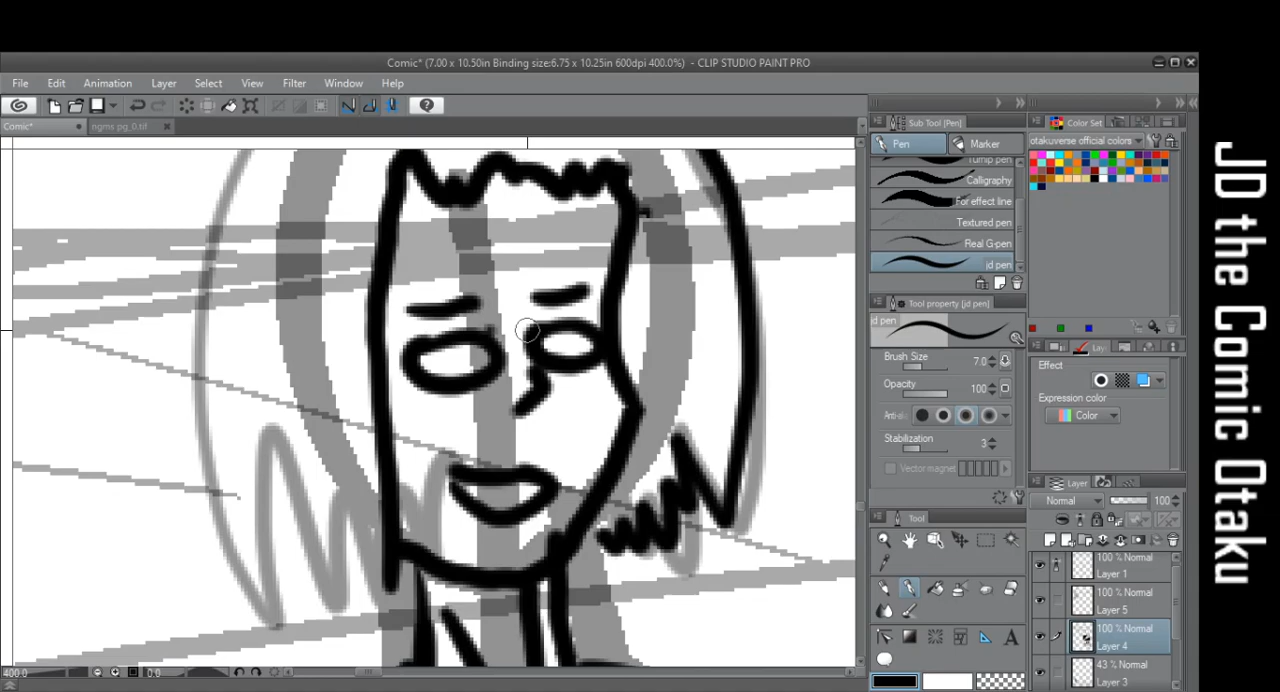 Comic* (7.00 x 10.50in Binding size:6.75 x 10.25in 600dpi 400.0%) - CLIP STUDIO PAINT PRO
File Edit Animation Layer Select View Filter Window Help
Comic* ngms pg_0.tif
Sub Tool [Pen]
Pen Marker
Turnip pen
Calligraphy
For effect line
Textured pen
Real G-pen
jd pen
Tool property [jd pen]
jd pen
Brush Size 7.0
Opacity 100
Stabilization 3
Vector magnet
Tool
Color Set
otakuverse official colors
Effect
Expression color
Color
Layer
Normal 100
100 % Normal
Layer 1
100 % Normal
Layer 5
100 % Normal
Layer 4
43 % Normal
Layer 3
400.0 0.0
JD the Comic Otaku